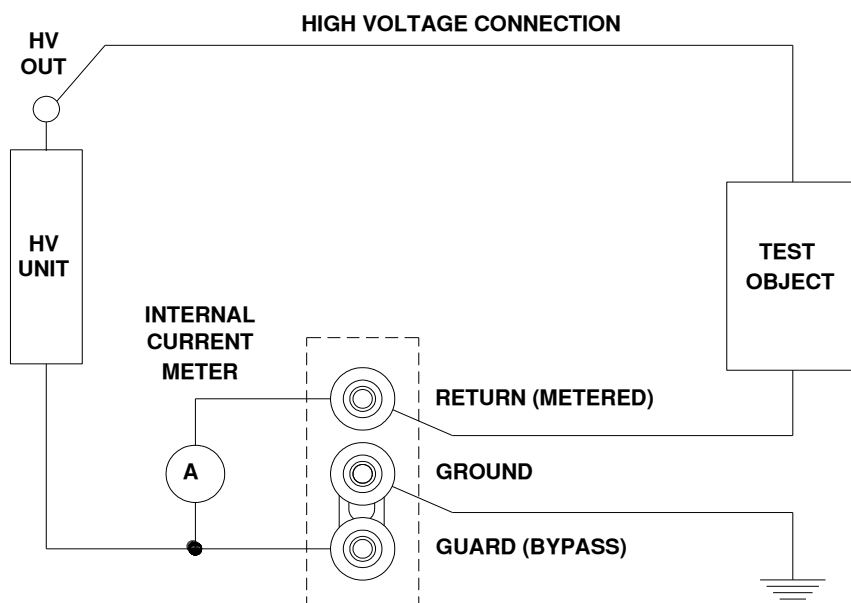 HIGH VOLTAGE CONNECTION
HV
OUT
HV
UNIT
TEST
OBJECT
INTERNAL
CURRENT
METER
RETURN (METERED)
A
GROUND
GUARD (BYPASS)